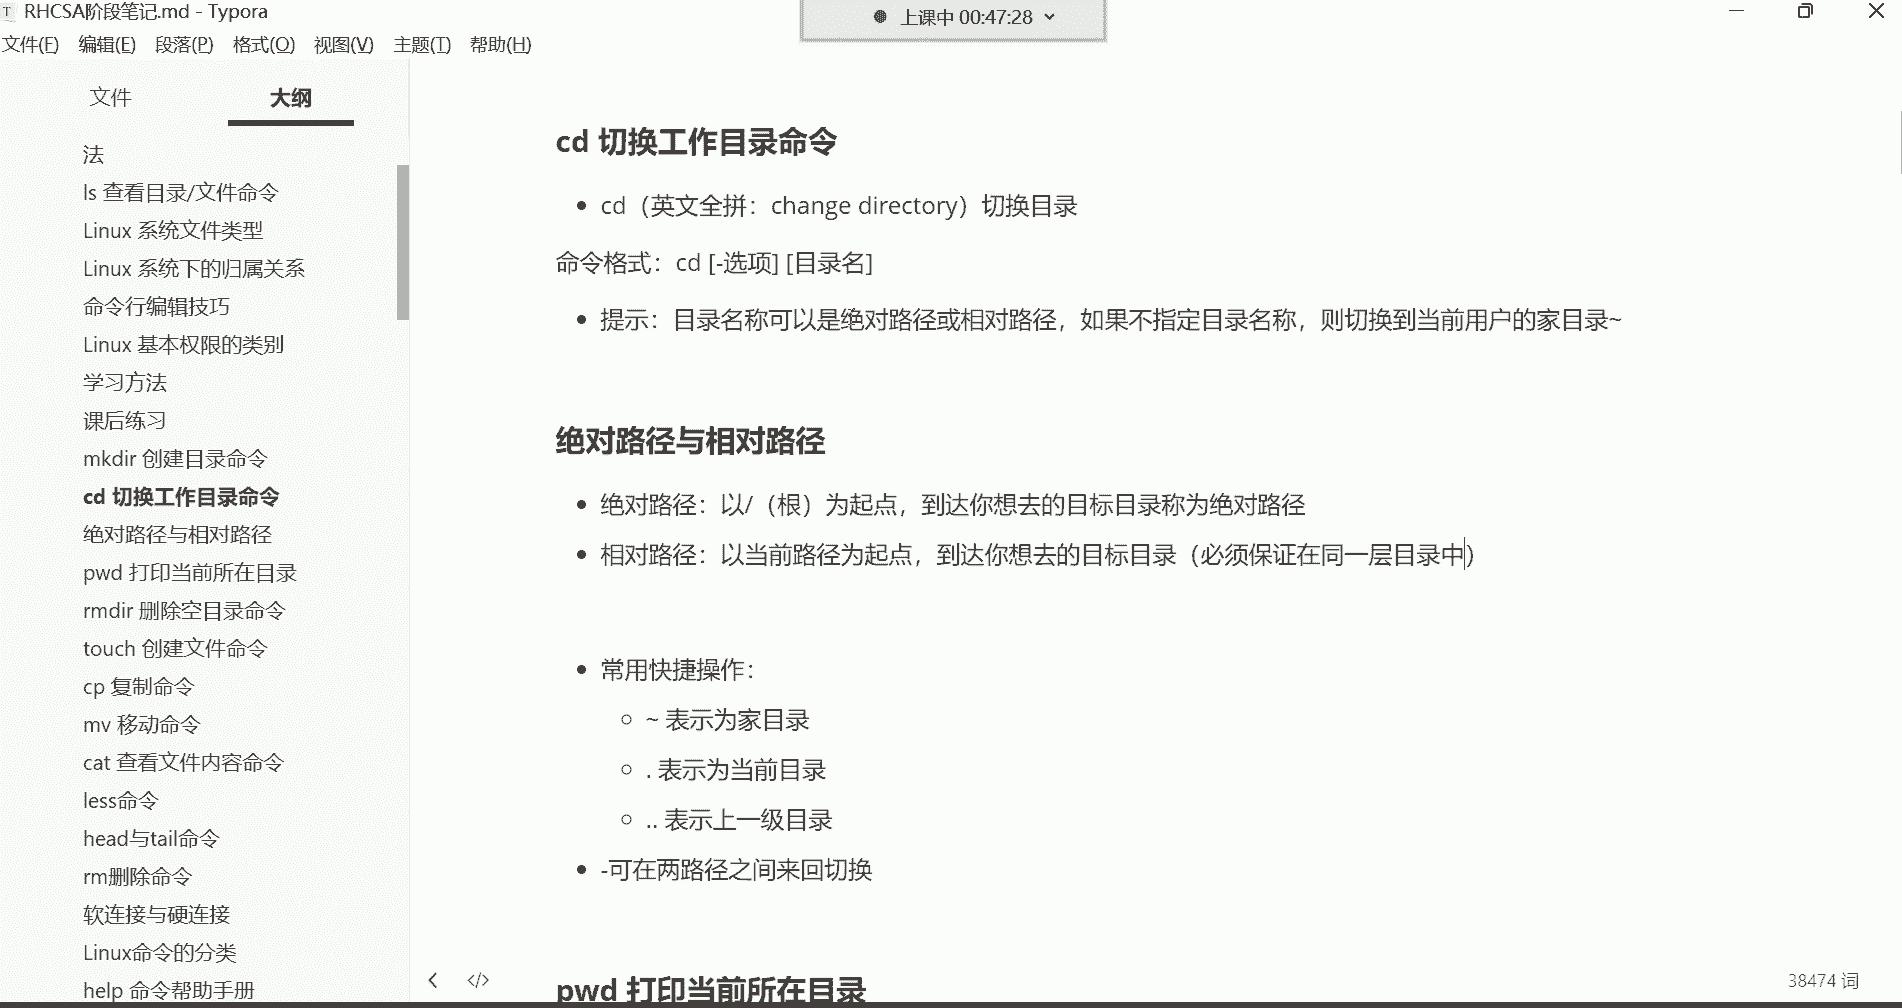 RHCSA阶段笔记.md - Typora
上课中 00:47:28
文件(F) 编辑(E) 段落(P) 格式(O) 视图(V) 主题(T) 帮助(H)
文件 大纲
法
ls 查看目录/文件命令
Linux 系统文件类型
Linux 系统下的归属关系
命令行编辑技巧
Linux 基本权限的类别
学习方法
课后练习
mkdir 创建目录命令
cd 切换工作目录命令
绝对路径与相对路径
pwd 打印当前所在目录
rmdir 删除空目录命令
touch 创建文件命令
cp 复制命令
mv 移动命令
cat 查看文件内容命令
less命令
head与tail命令
rm删除命令
软连接与硬连接
Linux命令的分类
help 命令帮助手册
cd 切换工作目录命令
cd（英文全拼：change directory）切换目录
命令格式：cd [-选项] [目录名]
提示：目录名称可以是绝对路径或相对路径，如果不指定目录名称，则切换到当前用户的家目录~
绝对路径与相对路径
绝对路径：以/（根）为起点，到达你想去的目标目录称为绝对路径
相对路径：以当前路径为起点，到达你想去的目标目录（必须保证在同一层目录中）
常用快捷操作：
~ 表示为家目录
. 表示为当前目录
.. 表示上一级目录
-可在两路径之间来回切换
pwd 打印当前所在目录
38474 词